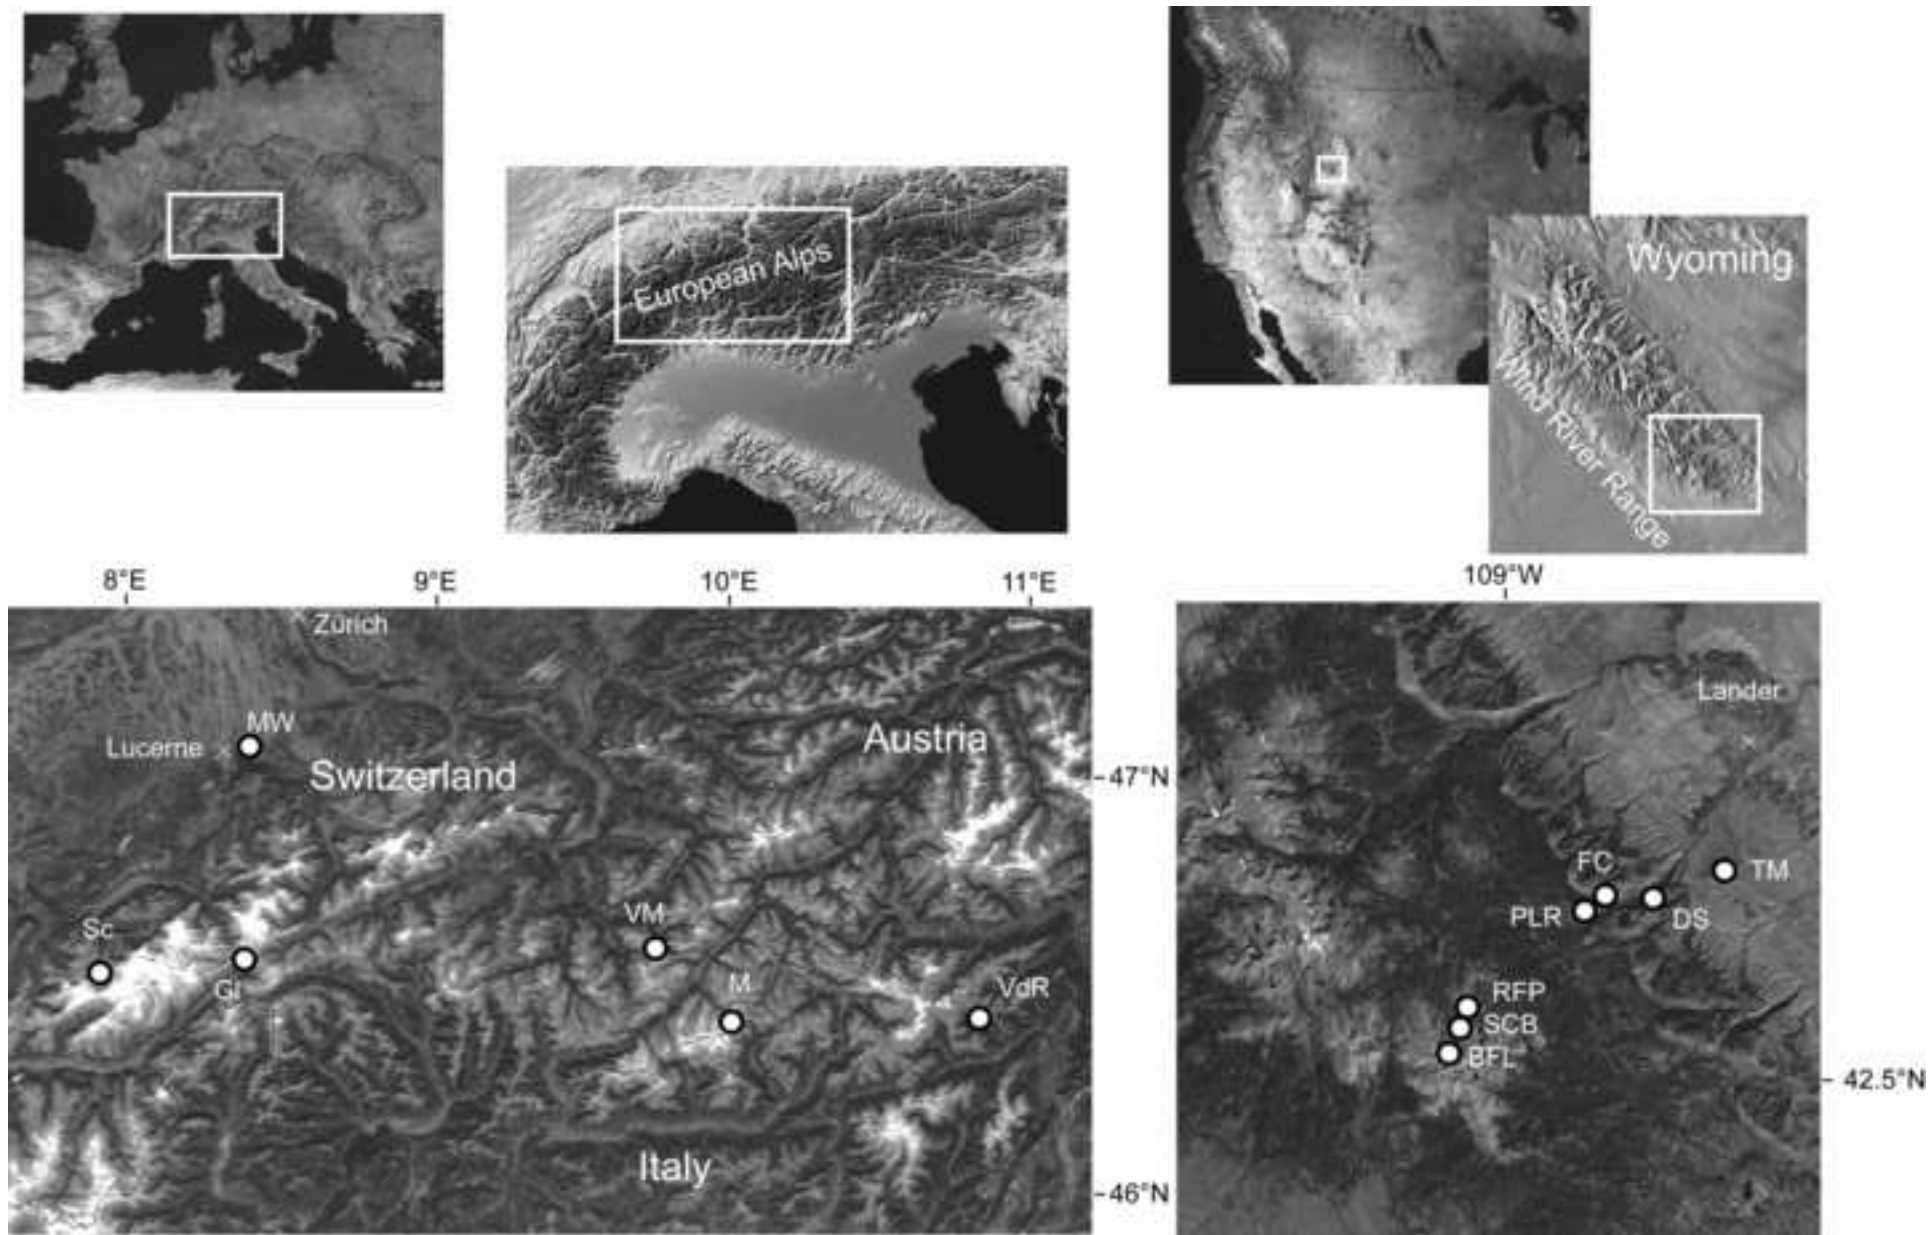 European Alps
Wyoming
Wind River Range
8°E
9°E
10°E
11°E
109°W
Zürich
MW
Lucerne
Switzerland
Austria
47°N
Sc
Gl
VM
M
VdR
Italy
46°N
Lander
FC
TM
PLR
DS
RFP
SCB
BFL
42.5°N